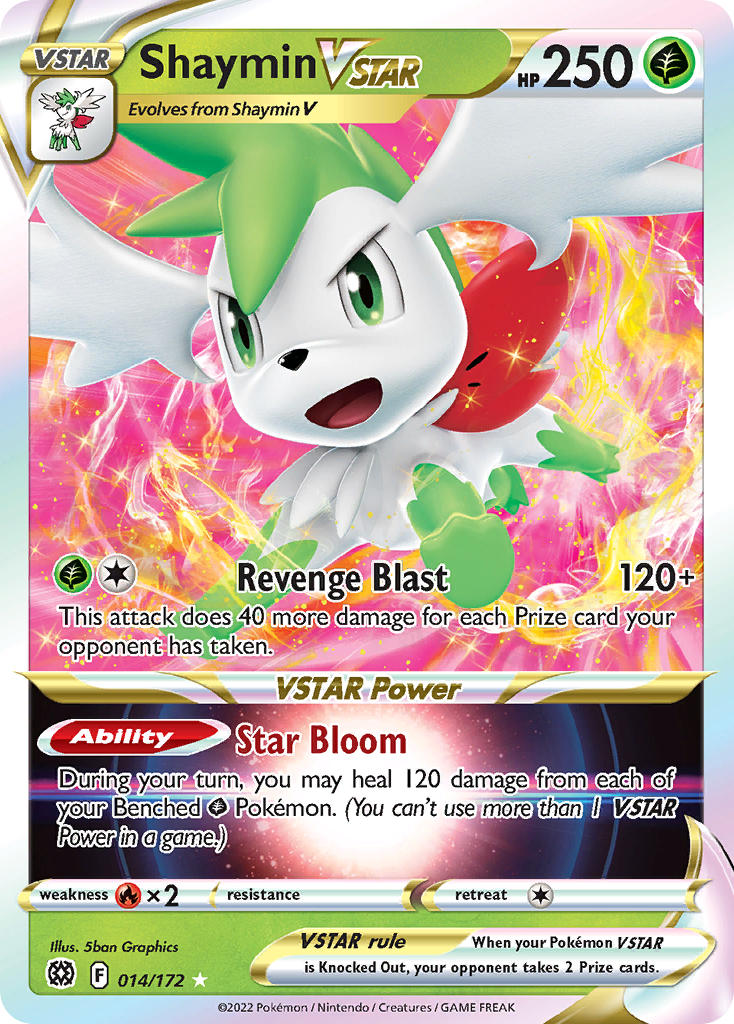 VSTAR
Shaymin VSTAR
HP 250
Evolves from Shaymin V
Revenge Blast 120+
This attack does 40 more damage for each Prize card your
opponent has taken.
VSTAR Power
Ability Star Bloom
During your turn, you may heal 120 damage from each of
your Benched Pokémon. (You can't use more than 1 VSTAR
Power in a game.)
weakness ×2 resistance retreat
Illus. 5ban Graphics
VSTAR rule When your Pokémon VSTAR
is Knocked Out, your opponent takes 2 Prize cards.
F 014/172
©2022 Pokémon / Nintendo / Creatures / GAME FREAK